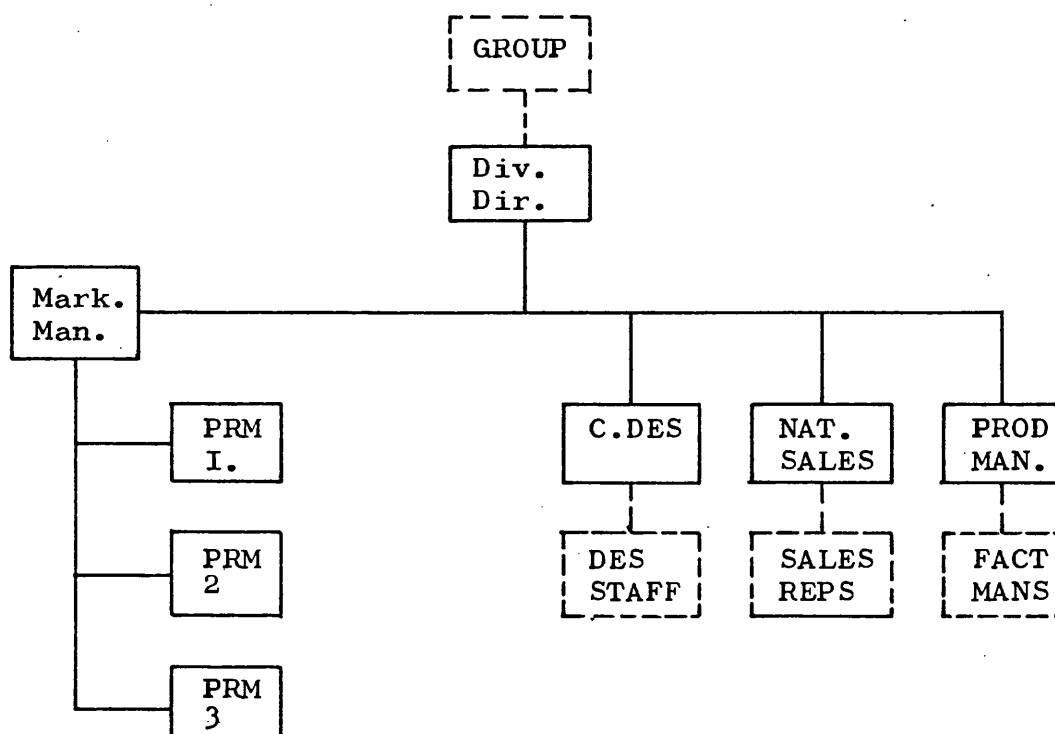 GROUP
Div.
Dir.
Mark.
Man.
PRM
I.
C.DES
NAT.
SALES
PROD
MAN.
PRM
2
DES
STAFF
SALES
REPS
FACT
MANS
PRM
3